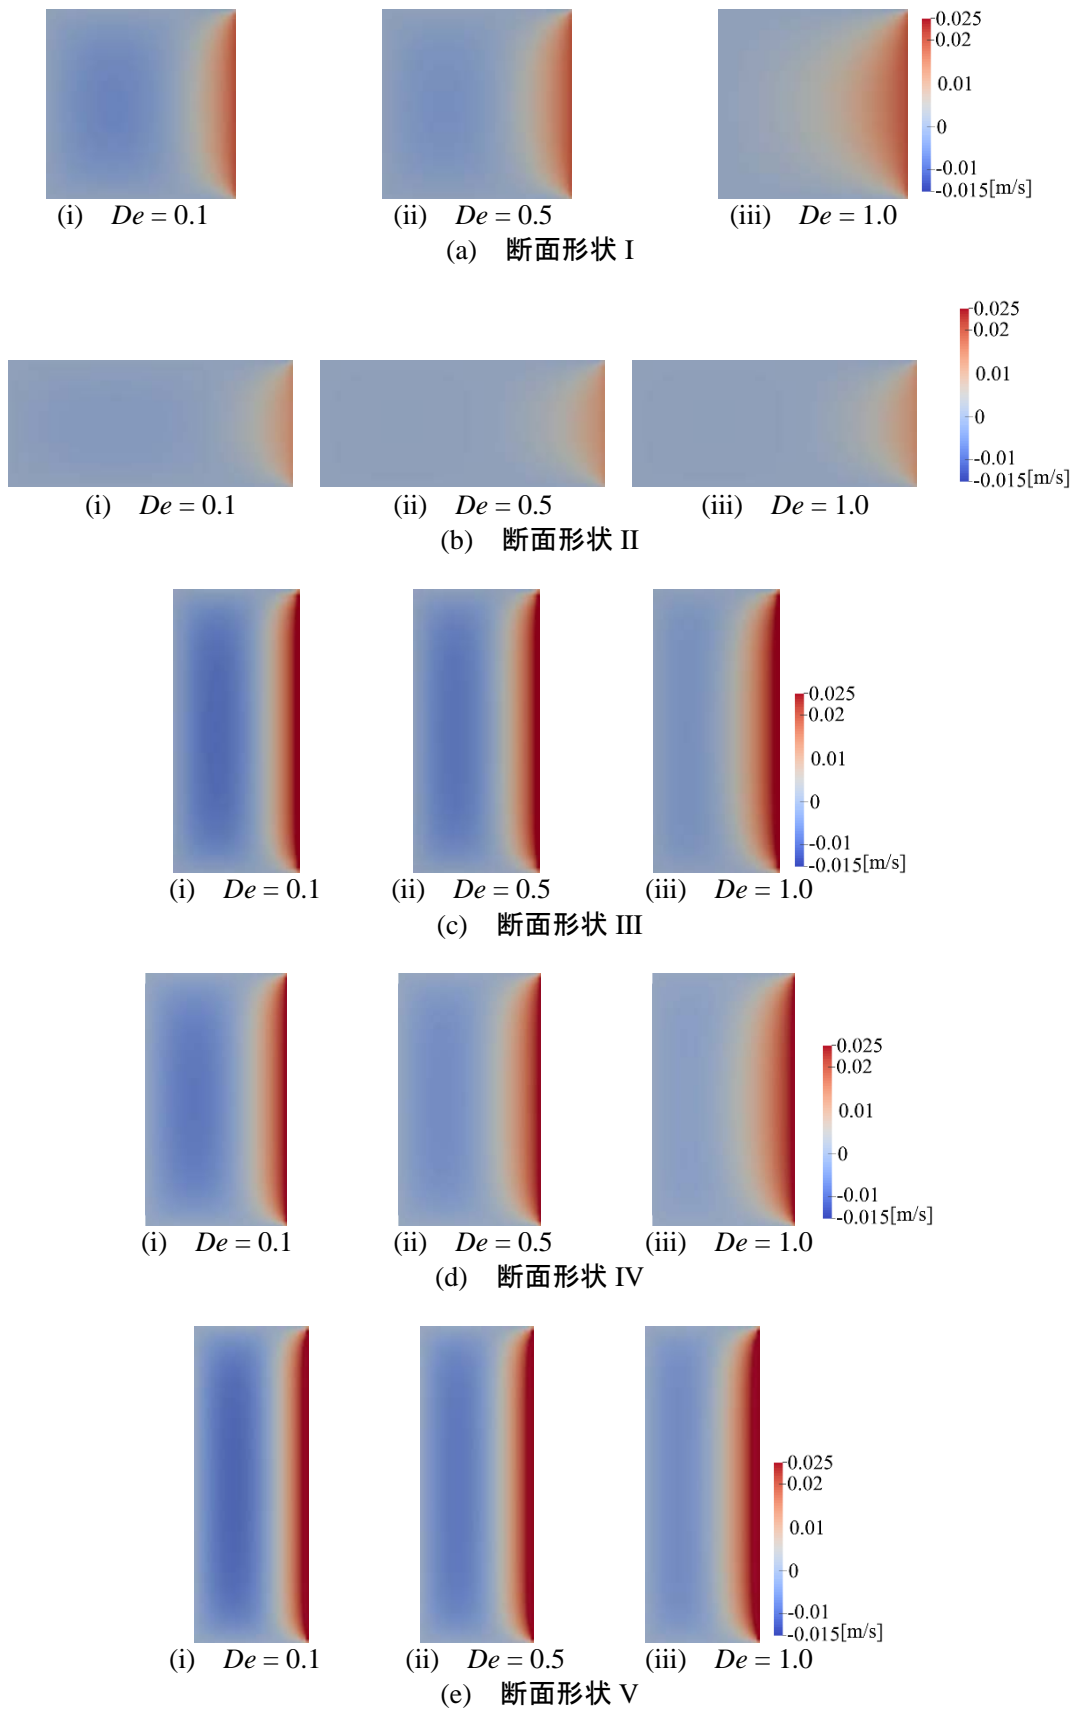 0.025
0.02
0.01
0
-0.01
-0.015[m/s]
(i) De = 0.1
(ii) De = 0.5
(iii) De = 1.0
(a) 断面形状 I
0.025
0.02
0.01
0
-0.01
-0.015[m/s]
(i) De = 0.1
(ii) De = 0.5
(iii) De = 1.0
(b) 断面形状 II
0.025
0.02
0.01
0
-0.01
-0.015[m/s]
(i) De = 0.1
(ii) De = 0.5
(iii) De = 1.0
(c) 断面形状 III
0.025
0.02
0.01
0
-0.01
-0.015[m/s]
(i) De = 0.1
(ii) De = 0.5
(iii) De = 1.0
(d) 断面形状 IV
0.025
0.02
0.01
0
-0.01
-0.015[m/s]
(i) De = 0.1
(ii) De = 0.5
(iii) De = 1.0
(e) 断面形状 V